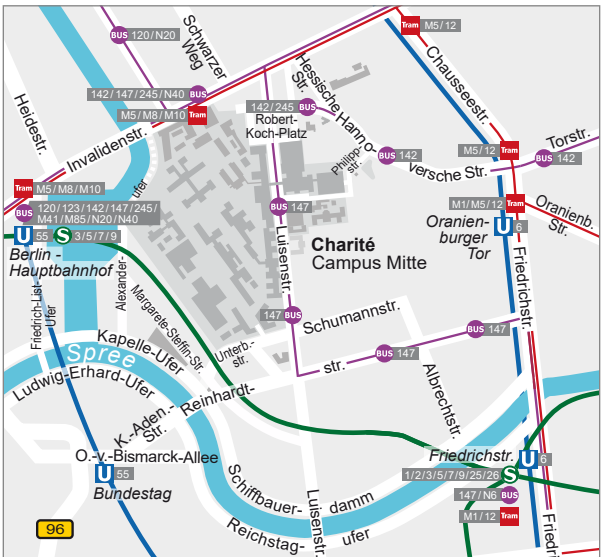 Tram M5/12
BUS 120/N20
Schwarzer
Weg
Chausseestr.
Heidestr.
142/147/245/N40 BUS
M5/M8/M10 Tram
Invalidenstr.
142/245 BUS
Robert-
Koch-Platz
Hessische Str.
Hanno-
versche Str.
Philipp-
str.
BUS 142
M5/12 Tram
Torstr.
BUS 142
Tram M5/M8/M10
BUS 120/123/142/147/245/
M41/M85/N20/N40
U 55 S 3/5/7/9
Berlin -
Hauptbahnhof
Friedrich-List-
Ufer
Alexander-
ufer
BUS 147
Luisenstr.
Charité
Campus Mitte
M1/M5/12 Tram
Oranienb.
Str.
Oranien-
burger
Tor
U 6
Friedrichstr.
Margarete-Steffin-Str.
147 BUS
Schumannstr.
BUS 147
BUS 147
Unterb.-
str.
Kapelle-Ufer
Spree
Ludwig-Erhard-Ufer
K.-Aden.-
Str.
Reinhardt-
str.
Albrechtstr.
O.-v.-Bismarck-Allee
U 55
Bundestag
Friedrichstr.
U 6
1/2/3/5/7/9/25/26 S
147/N6 BUS
M1/12 Tram
Schiffbauer-
damm
Reichstag-
ufer
Luisenstr.
Friedri
96